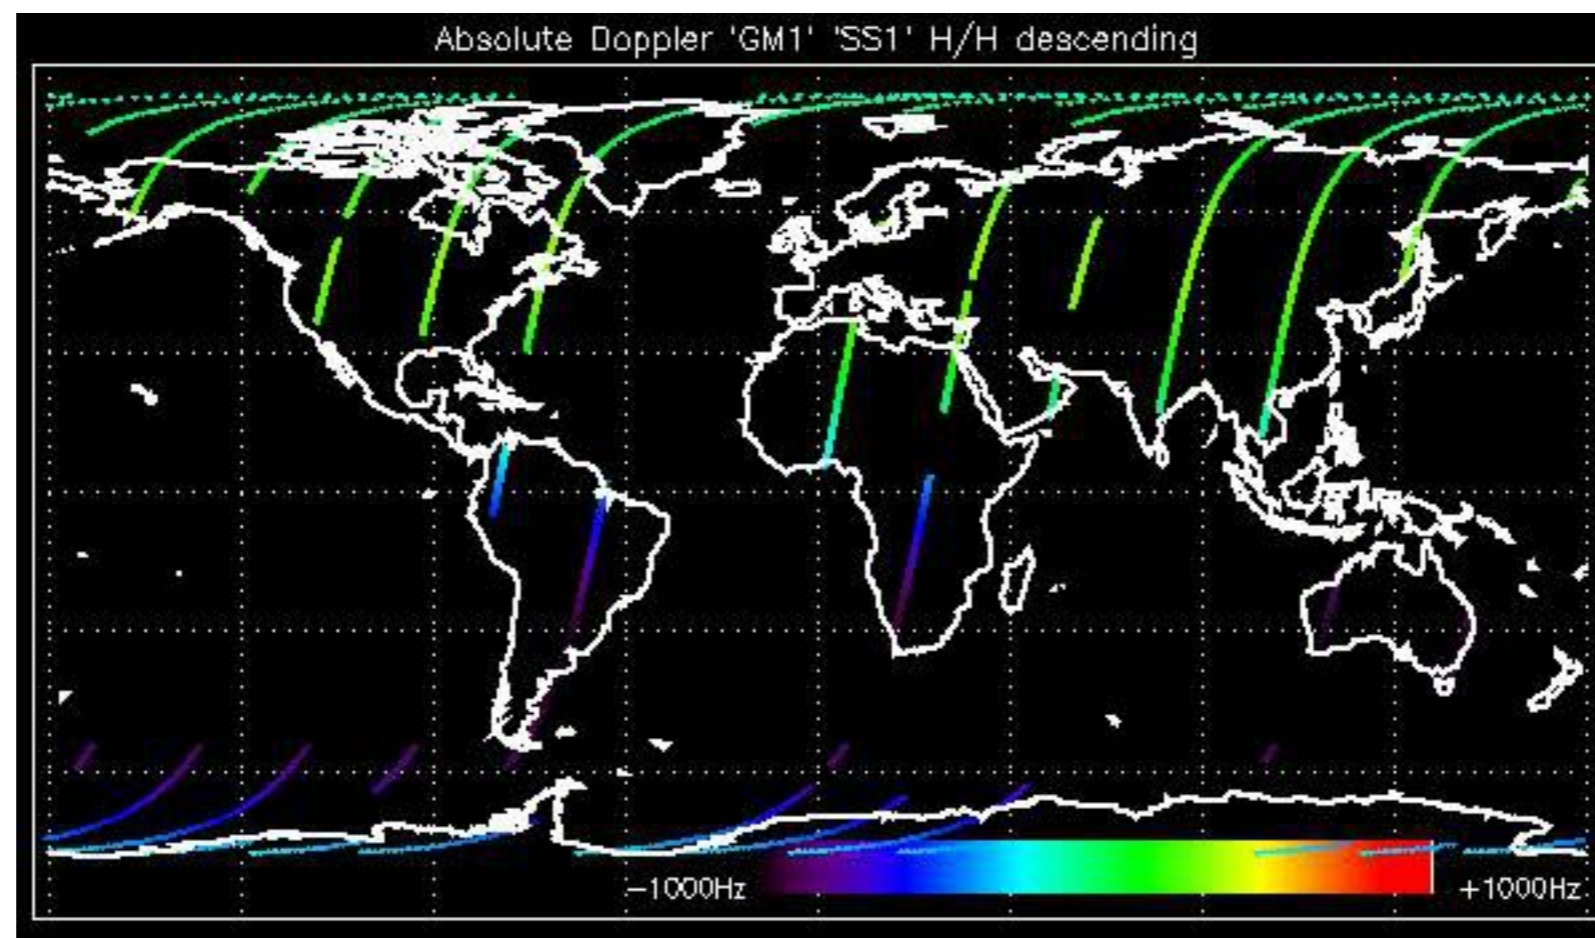 Absolute Doppler 'GM1' 'SS1' H/H descending
−1000Hz
+1000Hz